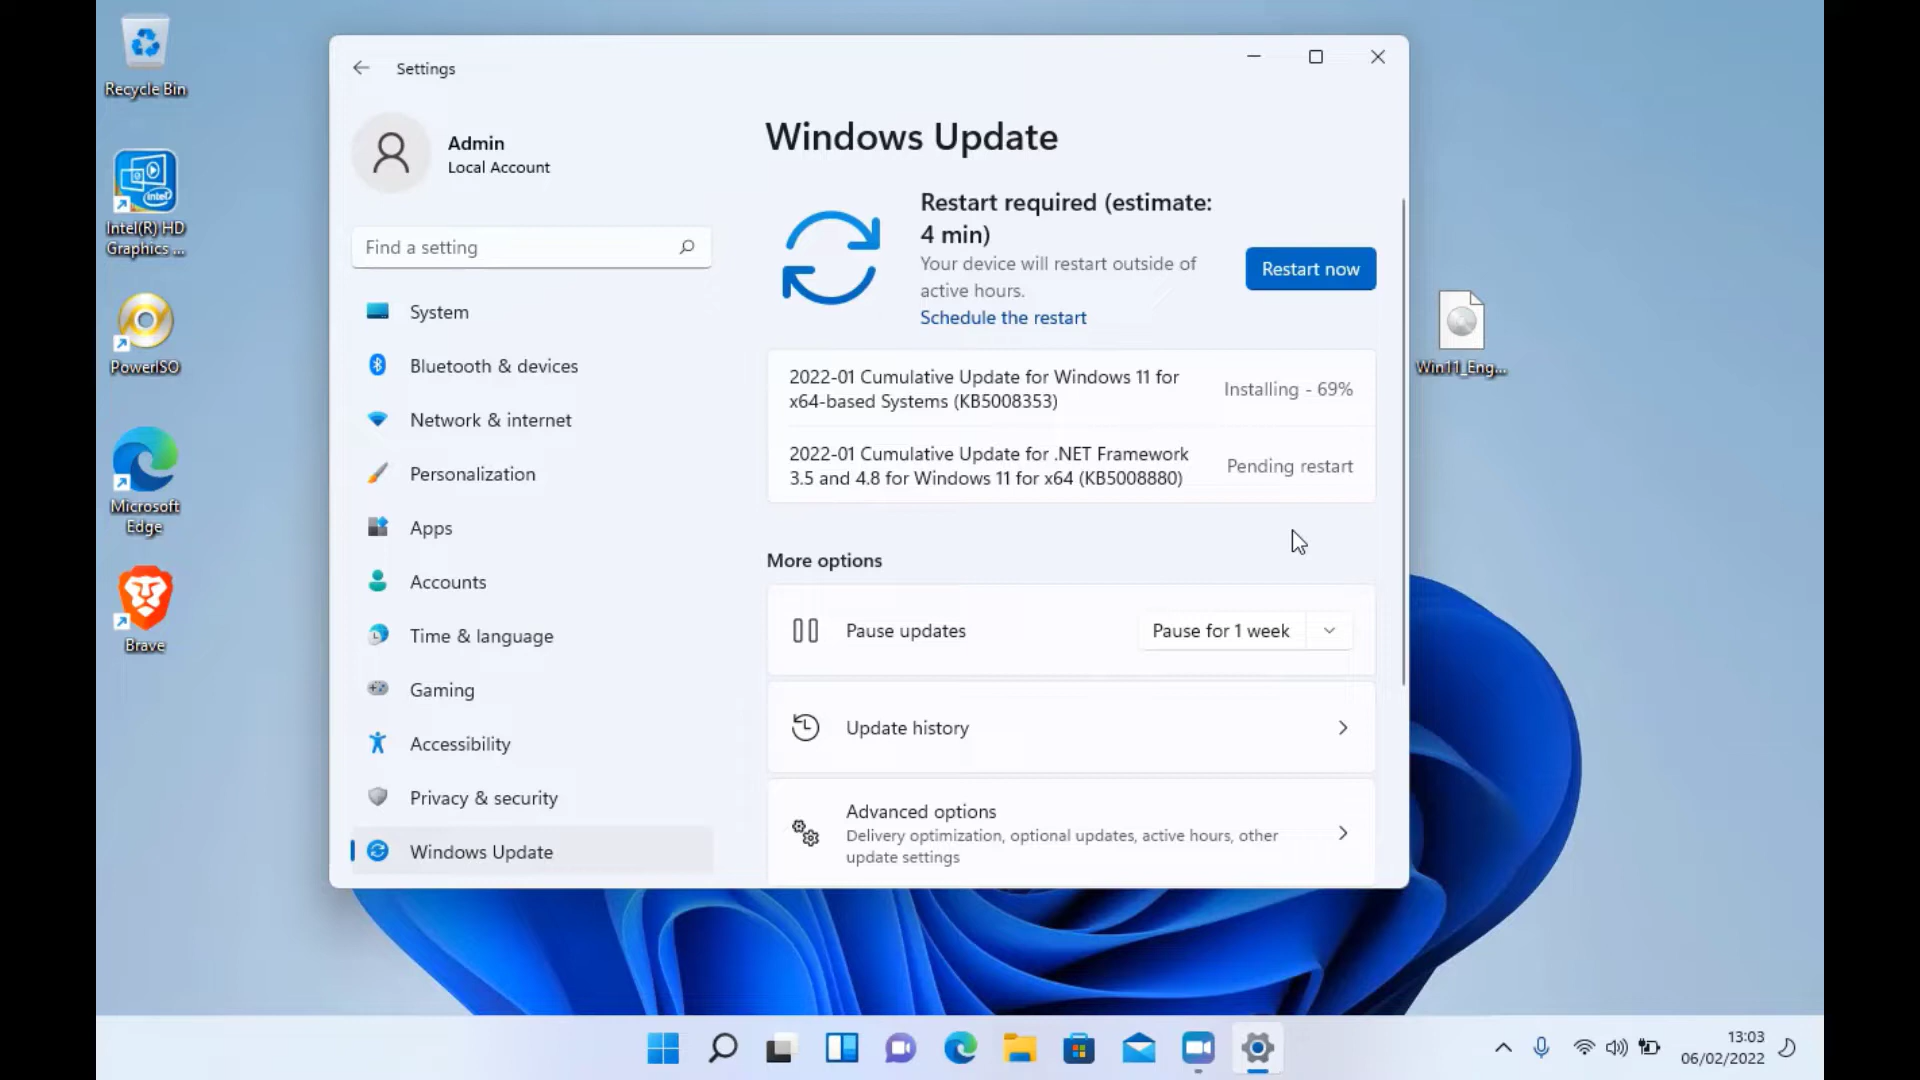 Recycle Bin
Intel(R) HD
Graphics ...
PowerISO
Microsoft
Edge
Brave
Settings
Admin
Local Account
Find a setting
System
Bluetooth & devices
Network & internet
Personalization
Apps
Accounts
Time & language
Gaming
Accessibility
Privacy & security
Windows Update
Windows Update
Restart required (estimate:
4 min)
Your device will restart outside of
active hours.
Schedule the restart
Restart now
2022-01 Cumulative Update for Windows 11 for
x64-based Systems (KB5008353)
Installing - 69%
2022-01 Cumulative Update for .NET Framework
3.5 and 4.8 for Windows 11 for x64 (KB5008880)
Pending restart
More options
Pause updates
Pause for 1 week
Update history
Advanced options
Delivery optimization, optional updates, active hours, other
update settings
Win11_Eng...
13:03
06/02/2022